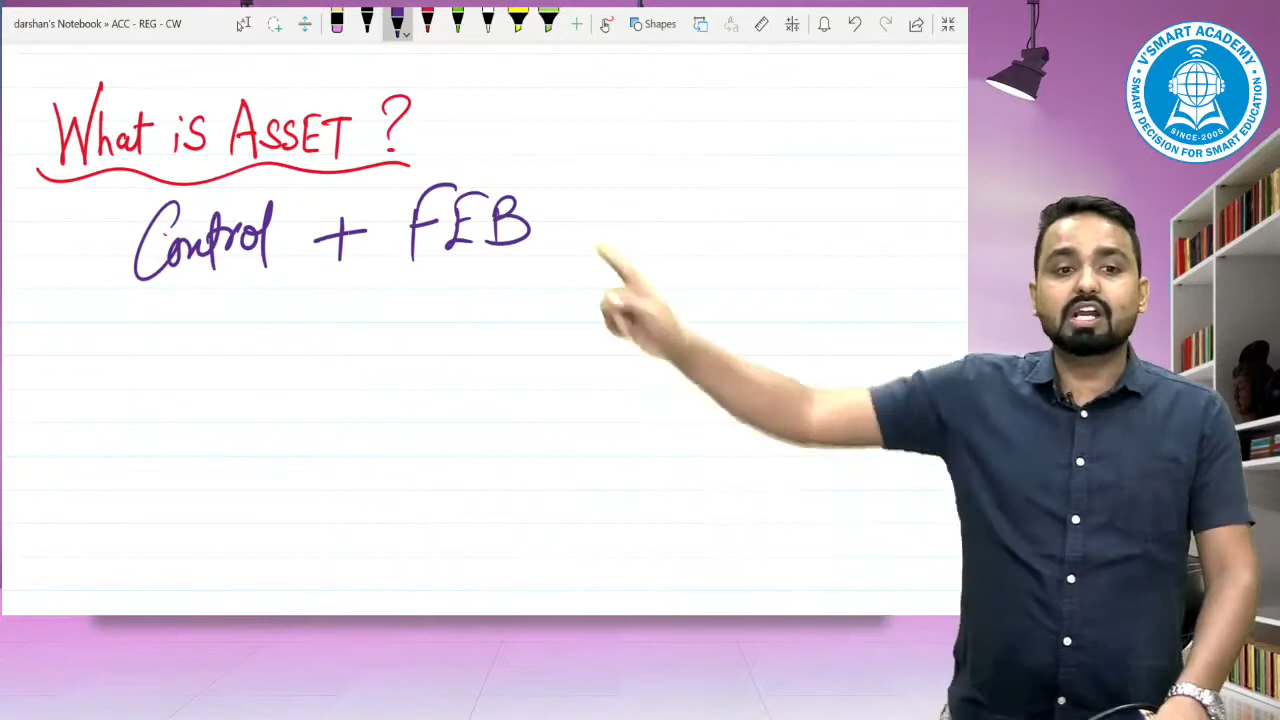 darshan's Notebook » ACC - REG - CW
Shapes
What is ASSET ?
Control + FEB
V'SMART ACADEMY
SINCE-2005
SMART DECISION FOR SMART EDUCATION